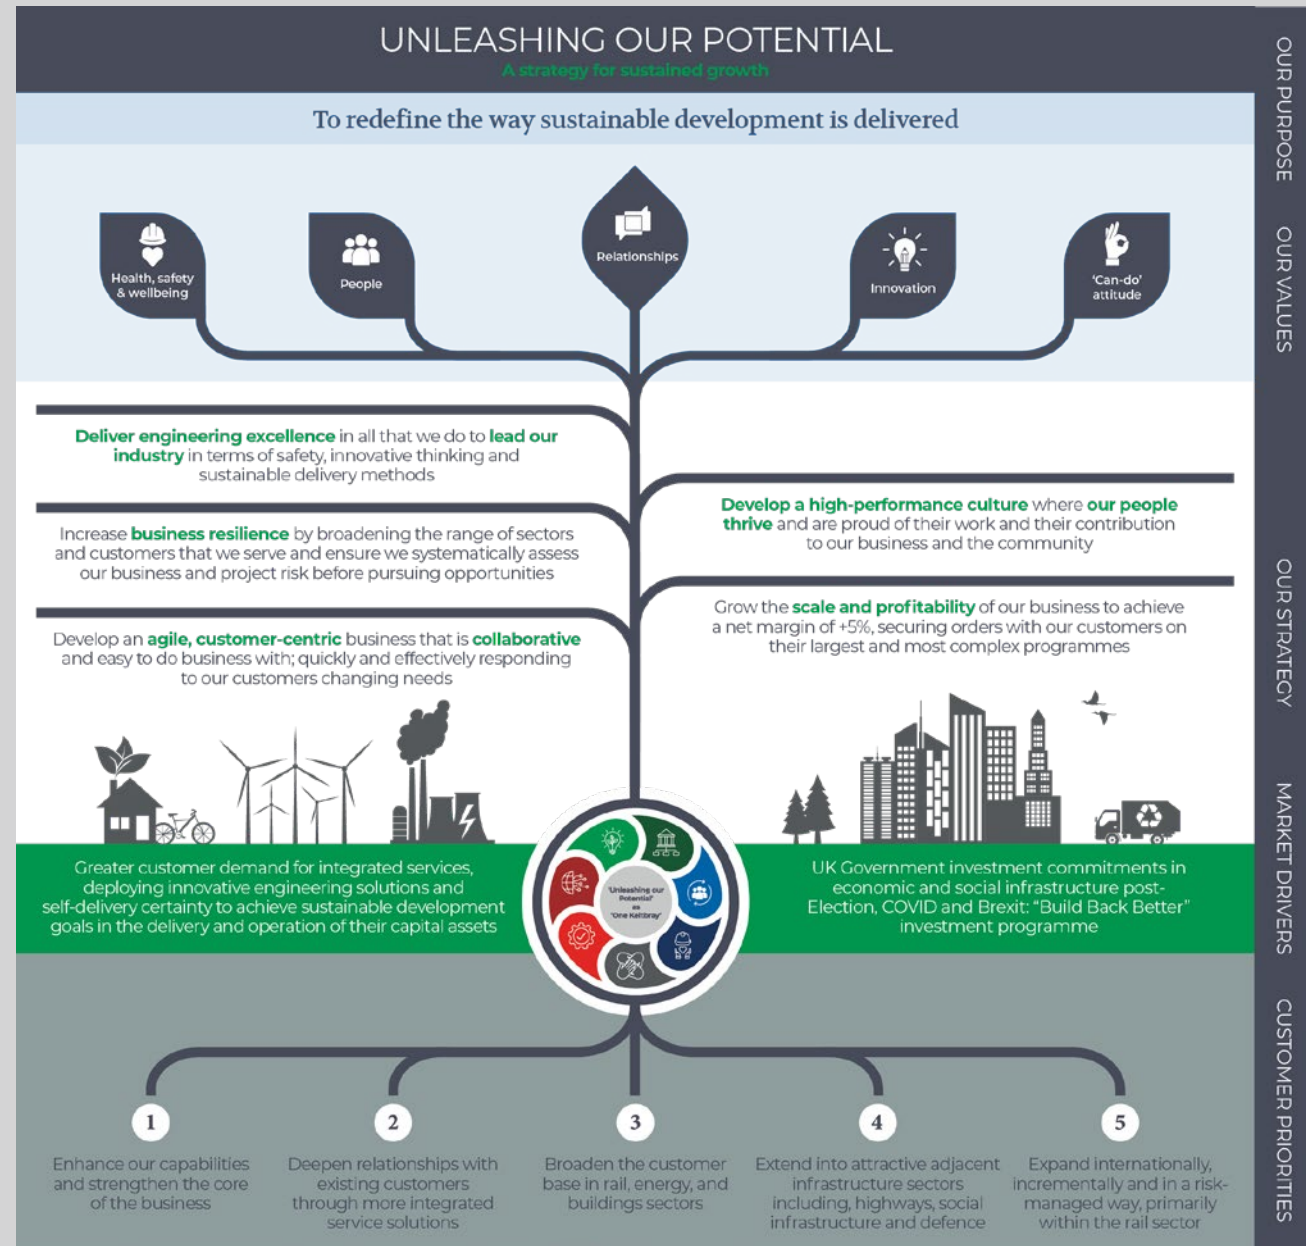 UNLEASHING OUR POTENTIAL
A strategy for sustained growth
To redefine the way sustainable development is delivered
Health, safety
& wellbeing
People
Relationships
Innovation
'Can-do'
attitude
Deliver engineering excellence in all that we do to lead our
industry in terms of safety, innovative thinking and
sustainable delivery methods
Increase business resilience by broadening the range of sectors
and customers that we serve and ensure we systematically assess
our business and project risk before pursuing opportunities
Develop an agile, customer-centric business that is collaborative
and easy to do business with; quickly and effectively responding
to our customers changing needs
Develop a high-performance culture where our people
thrive and are proud of their work and their contribution
to our business and the community
Grow the scale and profitability of our business to achieve
a net margin of +5%, securing orders with our customers on
their largest and most complex programmes
Greater customer demand for integrated services,
deploying innovative engineering solutions and
self-delivery certainty to achieve sustainable development
goals in the delivery and operation of their capital assets
'Unleashing our
Potential'
as
'One Keltbray'
UK Government investment commitments in
economic and social infrastructure post-
Election, COVID and Brexit: "Build Back Better"
investment programme
1
Enhance our capabilities
and strengthen the core
of the business
2
Deepen relationships with
existing customers
through more integrated
service solutions
3
Broaden the customer
base in rail, energy, and
buildings sectors
4
Extend into attractive adjacent
infrastructure sectors
including, highways, social
infrastructure and defence
5
Expand internationally,
incrementally and in a risk-
managed way, primarily
within the rail sector
OUR PURPOSE
OUR VALUES
OUR STRATEGY
MARKET DRIVERS
CUSTOMER PRIORITIES